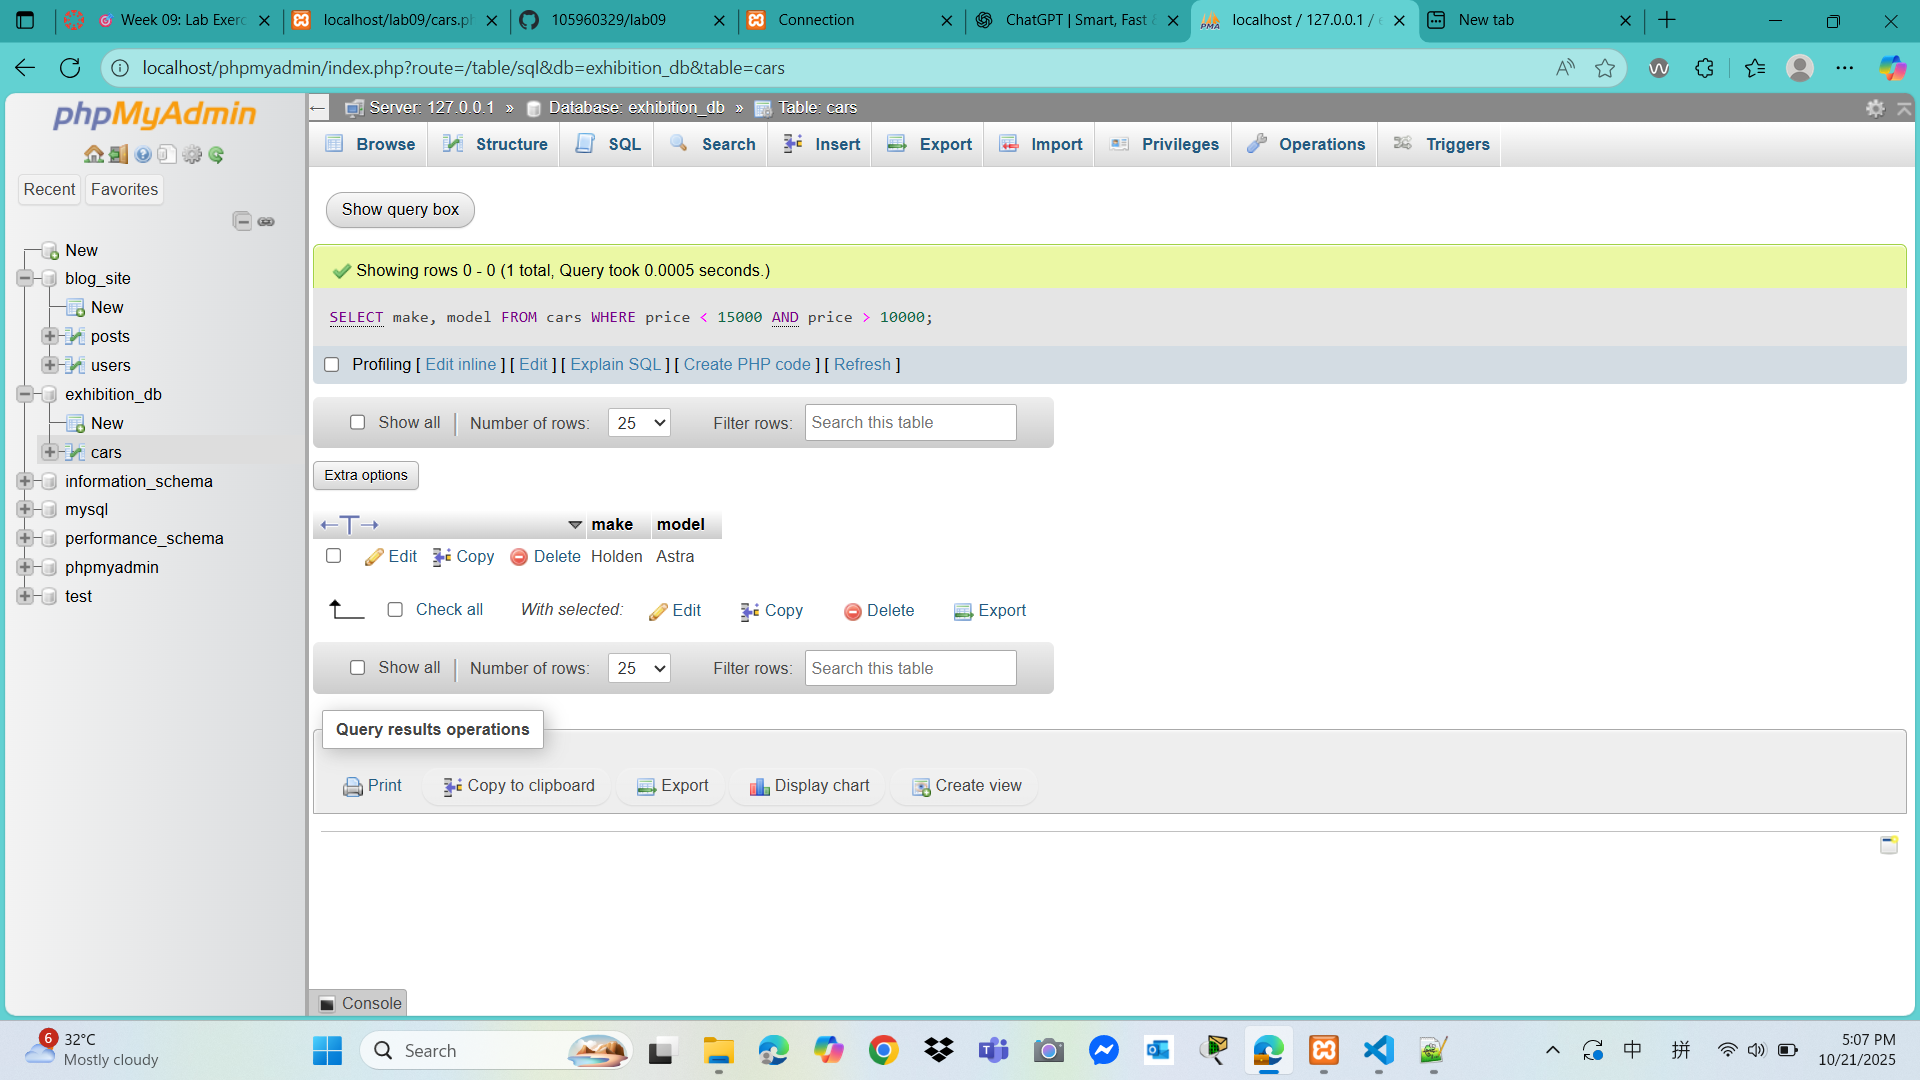 Week 09: Lab Exerc
localhost/lab09/cars.ph
105960329/lab09
Connection
ChatGPT | Smart, Fast &
PMA
localhost / 127.0.0.1 / e
New tab
localhost/phpmyadmin/index.php?route=/table/sql&db=exhibition_db&table=cars
phpMyAdmin
Recent
Favorites
New
blog_site
New
posts
users
exhibition_db
New
cars
information_schema
mysql
performance_schema
phpmyadmin
test
Server: 127.0.0.1 » Database: exhibition_db » Table: cars
Browse
Structure
SQL
Search
Insert
Export
Import
Privileges
Operations
Triggers
Show query box
Showing rows 0 - 0 (1 total, Query took 0.0005 seconds.)
SELECT make, model FROM cars WHERE price < 15000 AND price > 10000;
Profiling [ Edit inline ] [ Edit ] [ Explain SQL ] [ Create PHP code ] [ Refresh ]
Show all
Number of rows:
25
Filter rows:
Search this table
Extra options
←T→
make
model
Edit
Copy
Delete
Holden
Astra
Check all
With selected:
Edit
Copy
Delete
Export
Show all
Number of rows:
25
Filter rows:
Search this table
Query results operations
Print
Copy to clipboard
Export
Display chart
Create view
Console
6
32°C
Mostly cloudy
Search
中
拼
5:07 PM
10/21/2025